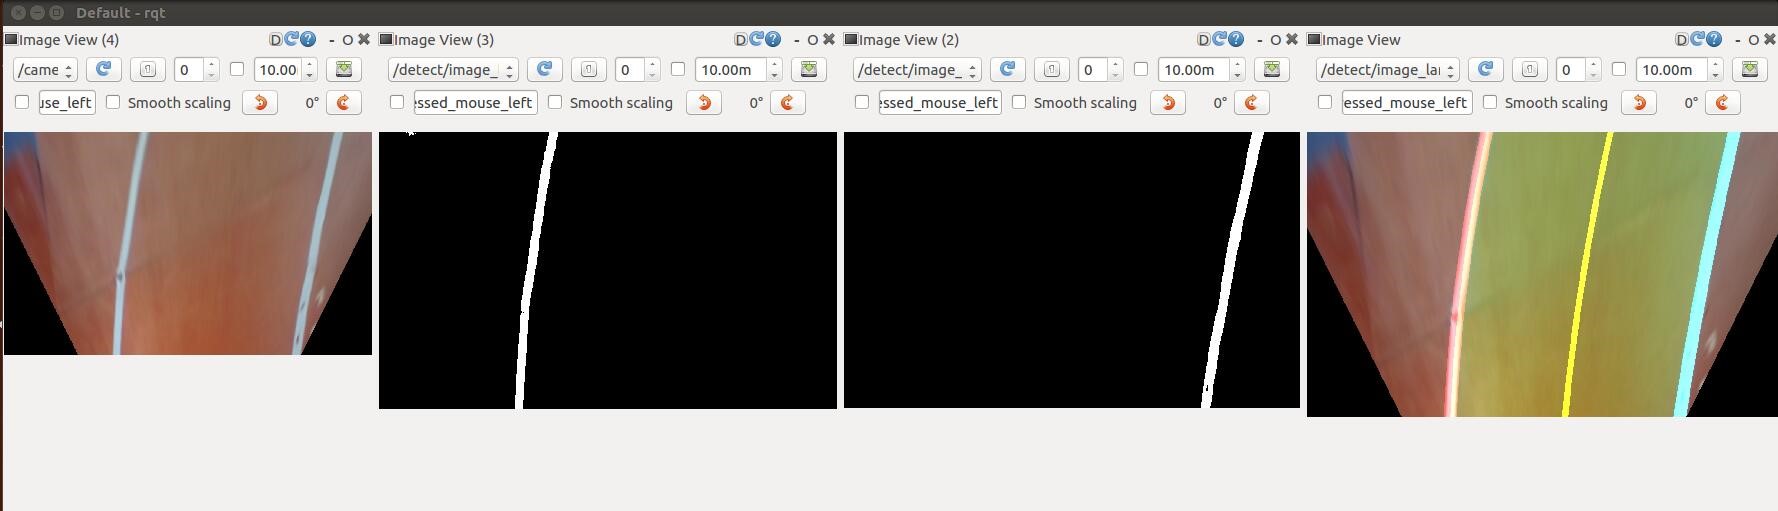 Default - rqt
Image View (4) D ? - O Image View (3) D ? - O Image View (2) D ? - O Image View D ? - O
/came 0 10.00 /detect/image_ 0 10.00m /detect/image_ 0 10.00m /detect/image_lar 0 10.00m
use_left Smooth scaling 0° essed_mouse_left Smooth scaling 0° essed_mouse_left Smooth scaling 0° essed_mouse_left Smooth scaling 0°